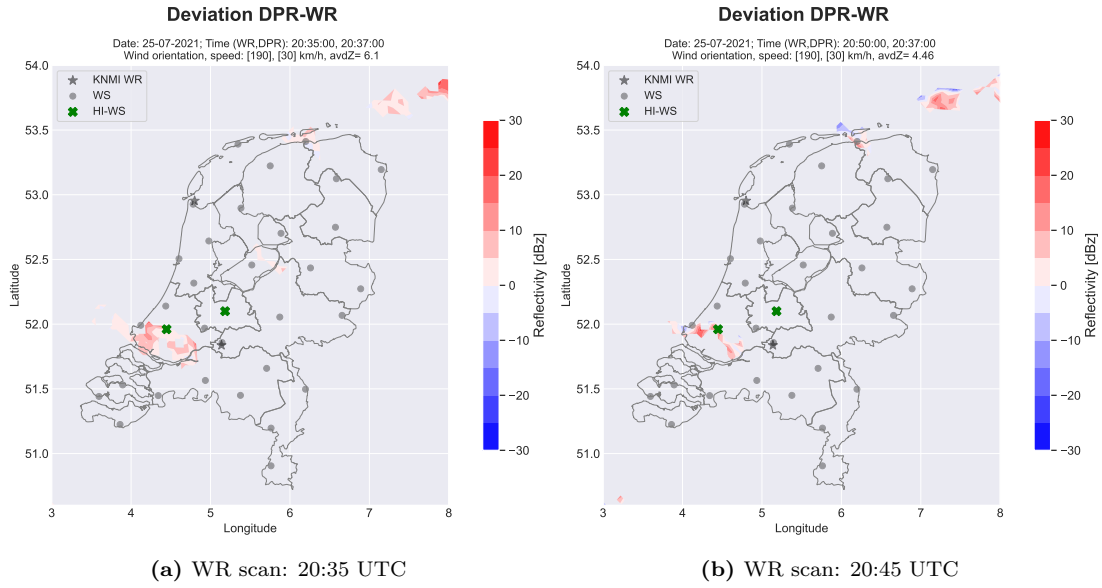 Deviation DPR-WR
Date: 25-07-2021; Time (WR,DPR): 20:35:00, 20:37:00
Wind orientation, speed: [190], [30] km/h, avdZ= 6.1
54.0
53.5
53.0
52.5
52.0
51.5
51.0
Latitude
KNMI WR
WS
HI-WS
3
4
5
6
7
8
Longitude
30
20
10
0
−10
−20
−30
Reflectivity [dBz]
(a) WR scan: 20:35 UTC
Deviation DPR-WR
Date: 25-07-2021; Time (WR,DPR): 20:50:00, 20:37:00
Wind orientation, speed: [190], [30] km/h, avdZ= 4.46
54.0
53.5
53.0
52.5
52.0
51.5
51.0
Latitude
KNMI WR
WS
HI-WS
3
4
5
6
7
8
Longitude
30
20
10
0
−10
−20
−30
Reflectivity [dBz]
(b) WR scan: 20:45 UTC